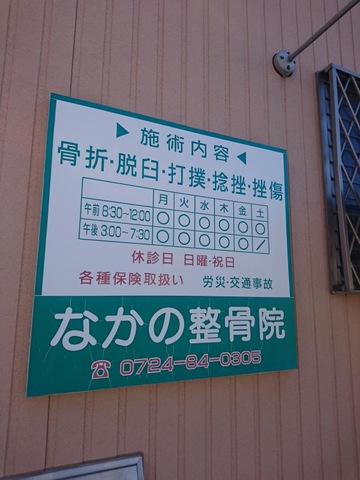 ▶ 施術内容 ◀
骨折・脱臼・打撲・捻挫・挫傷
月 火 水 木 金 土
午前 8:30~12:00 ○ ○ ○ ○ ○ ○
午後 3:00~7:30 ○ ○ ○ ○ ○ /
休診日 日曜・祝日
各種保険取扱い 労災・交通事故
なかの整骨院
☎ 0724-84-0305